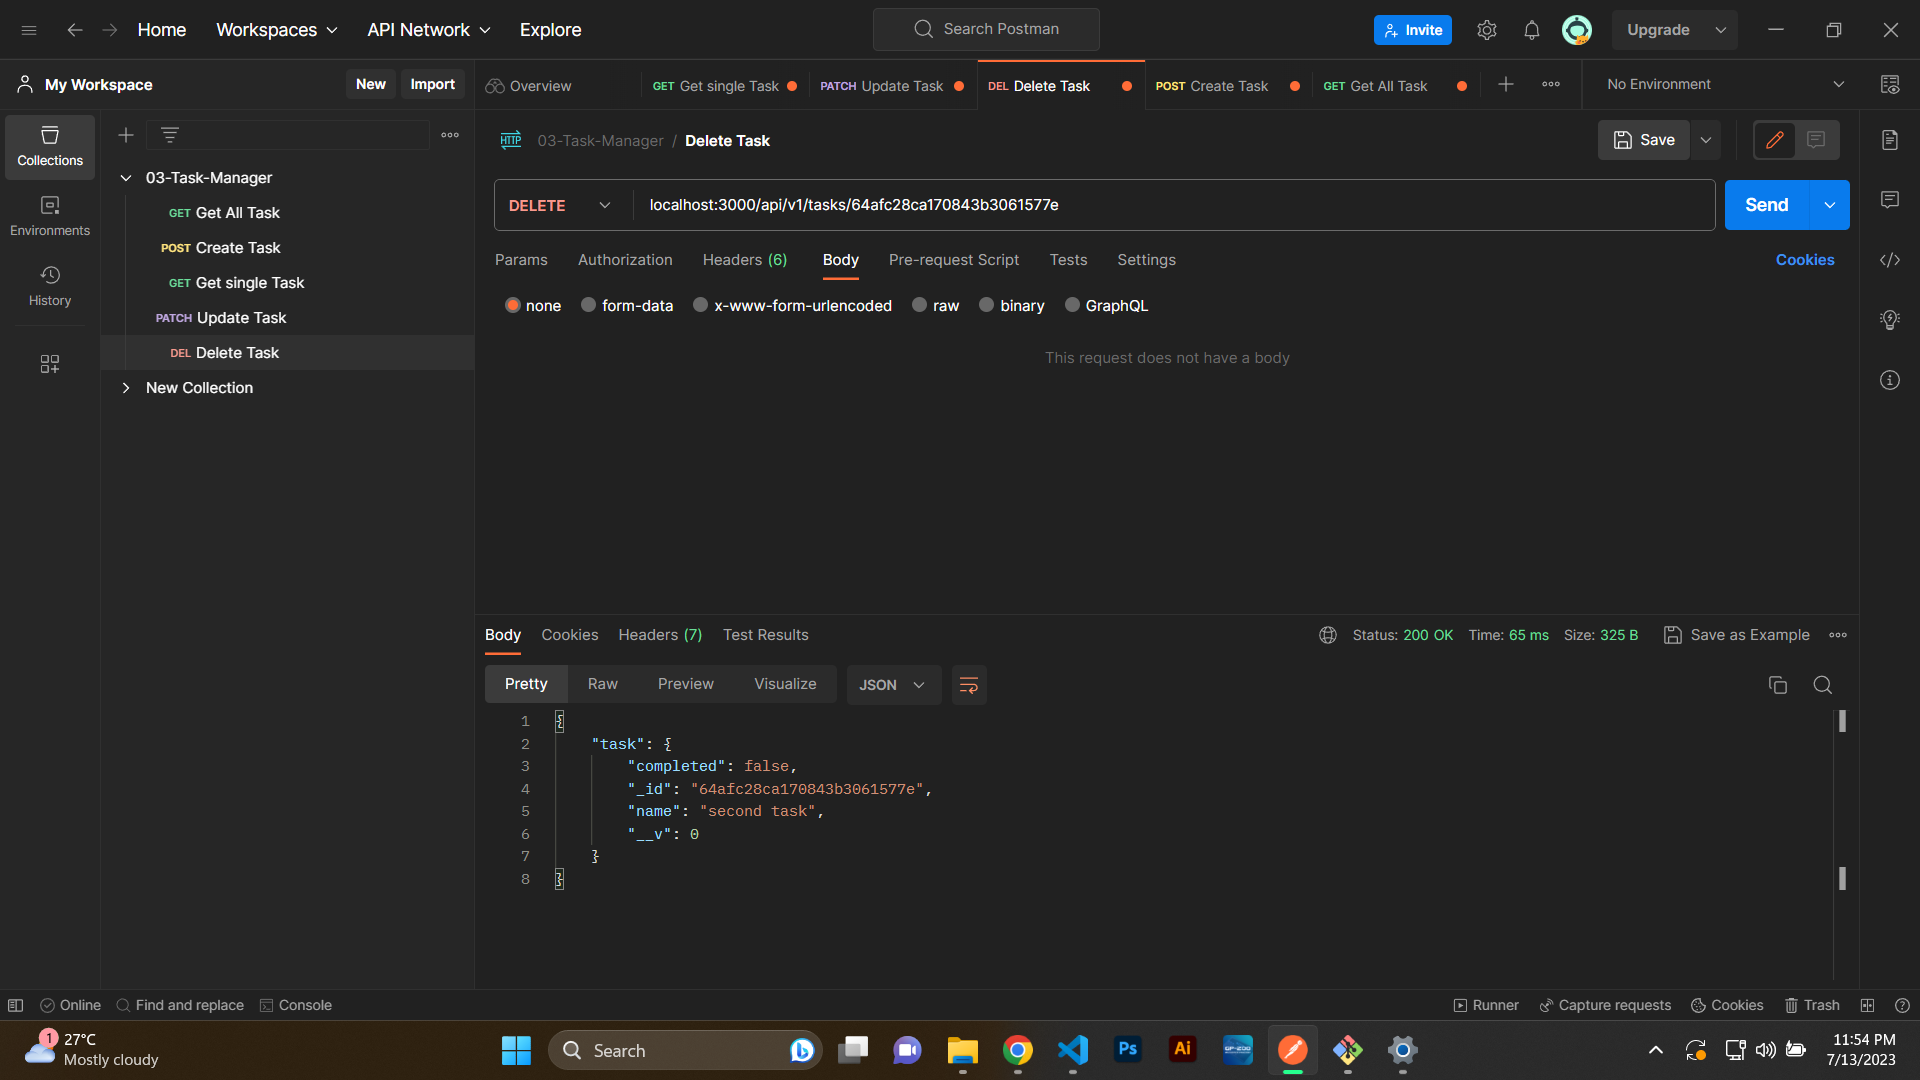 Home Workspaces API Network Explore Search Postman Invite Upgrade
My Workspace New Import Overview GET Get single Task PATCH Update Task DEL Delete Task POST Create Task GET Get All Task No Environment
Collections
Environments
History
03-Task-Manager
GET Get All Task
POST Create Task
GET Get single Task
PATCH Update Task
DEL Delete Task
New Collection
HTTP 03-Task-Manager / Delete Task Save
DELETE localhost:3000/api/v1/tasks/64afc28ca170843b3061577e Send
Params Authorization Headers (6) Body Pre-request Script Tests Settings Cookies
none form-data x-www-form-urlencoded raw binary GraphQL
This request does not have a body
Body Cookies Headers (7) Test Results Status: 200 OK Time: 65 ms Size: 325 B Save as Example
Pretty Raw Preview Visualize JSON
1 {
2 "task": {
3 "completed": false,
4 "_id": "64afc28ca170843b3061577e",
5 "name": "second task",
6 "__v": 0
7 }
8 }
Online Find and replace Console Runner Capture requests Cookies Trash
1 27°C
Mostly cloudy
Search
Ps
Ai
11:54 PM
7/13/2023